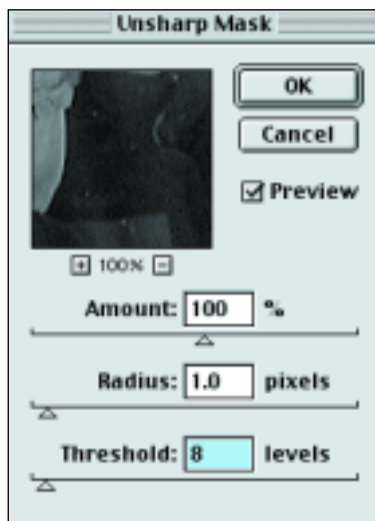 Unsharp Mask
OK
Cancel
Preview
+ 100% -
Amount: 100 %
Radius: 1.0 pixels
Threshold: 8 levels